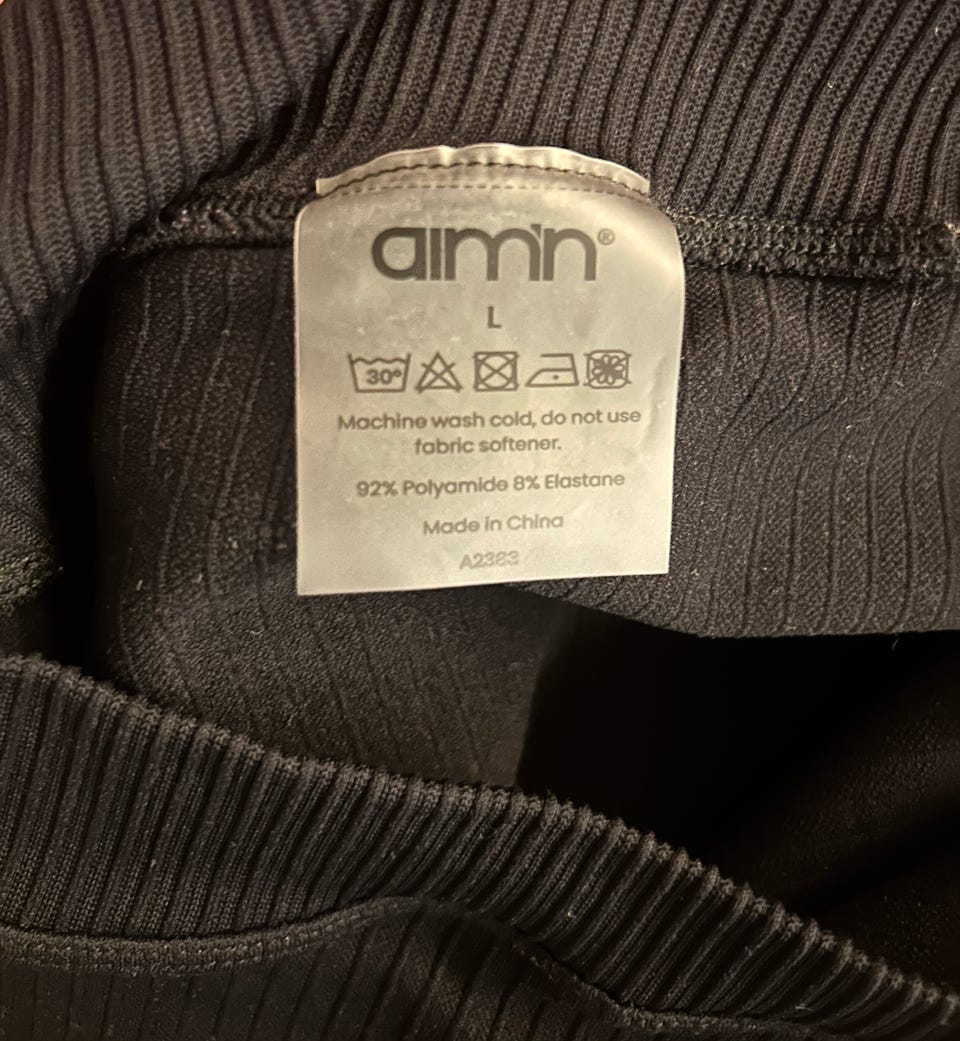 aim'n®
L
30°
Machine wash cold, do not use
fabric softener.
92% Polyamide 8% Elastane
Made in China
A2383